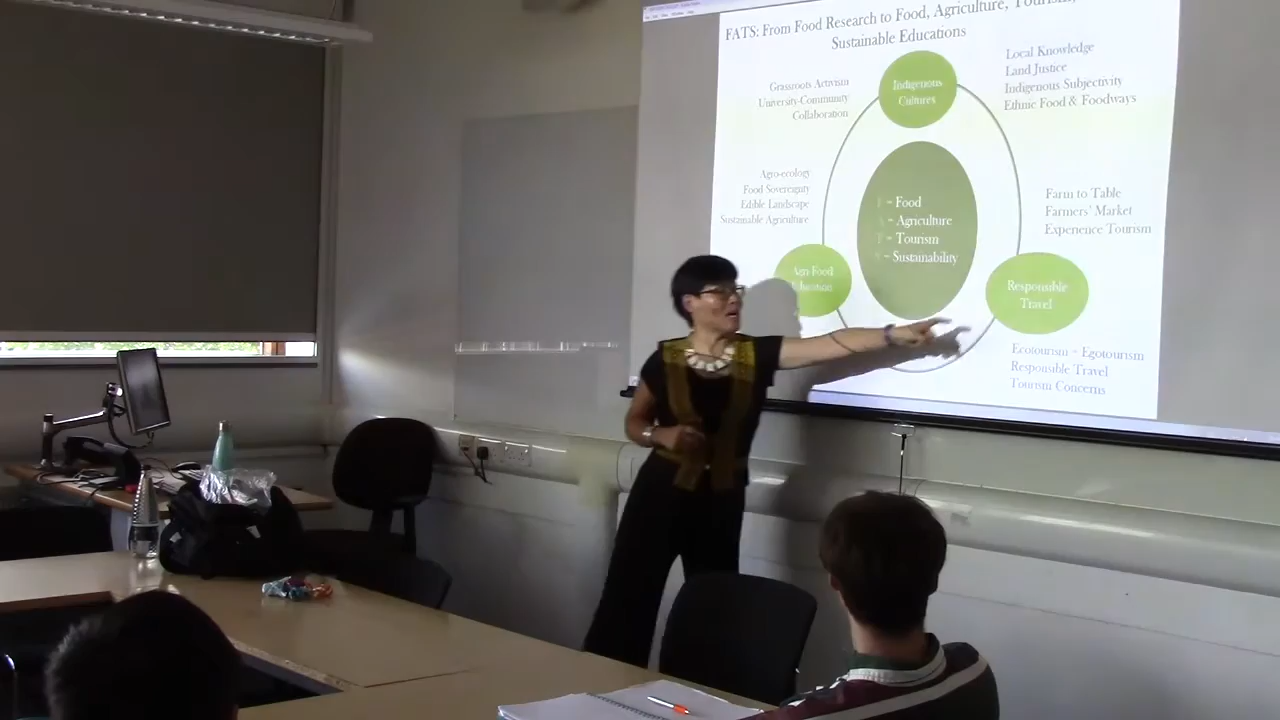 FATS: From Food Research to Food, Agriculture, Tourism,
Sustainable Educations
Indigenous
Cultures
Local Knowledge
Land Justice
Indigenous Subjectivity
Ethnic Food & Foodways
Grassroots Activism
University-Community
Collaboration
Agro-ecology
Food Sovereignty
Edible Landscape
Sustainable Agriculture
F = Food
A = Agriculture
T = Tourism
S = Sustainability
Farm to Table
Farmers' Market
Experience Tourism
Agri-Food
Education
Responsible
Travel
Ecotourism = Egotourism
Responsible Travel
Tourism Concerns